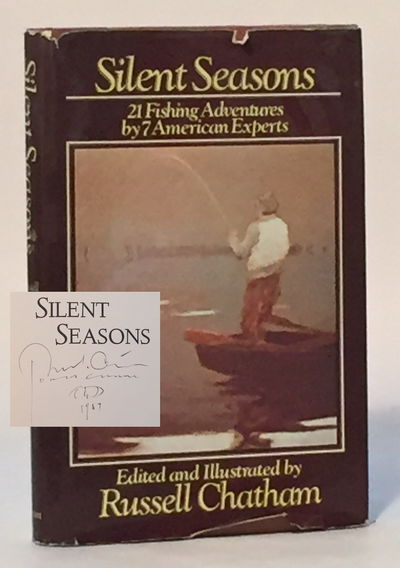 Silent Seasons
21 Fishing Adventures
by 7 American Experts
Silent Seasons
SILENT
SEASONS
1987
Edited and Illustrated by
Russell Chatham